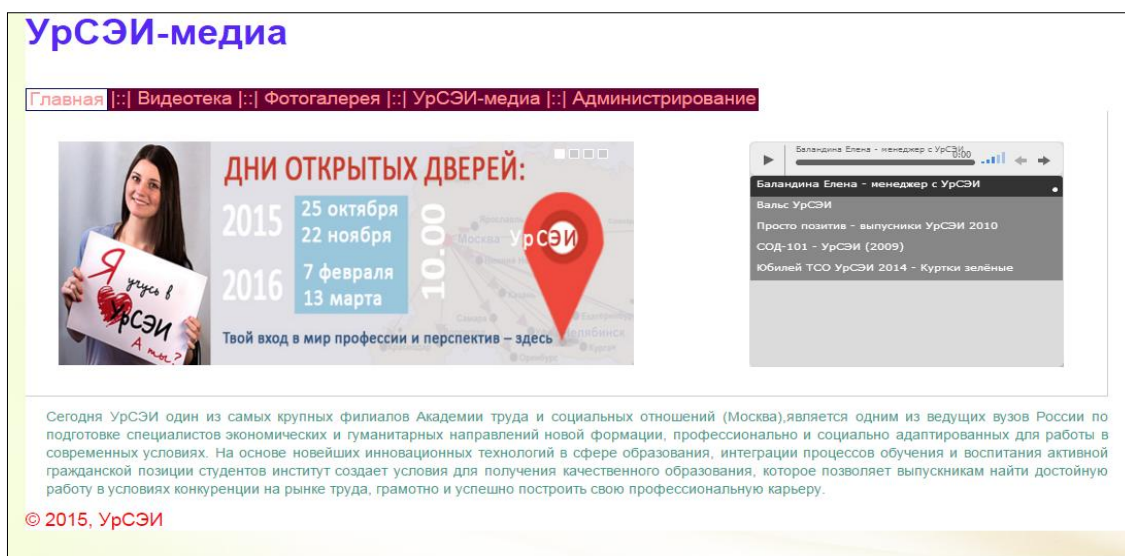 УрСЭИ-медиа
Главная |::| Видеотека |::| Фотогалерея |::| УрСЭИ-медиа |::| Администрирование
Я
учусь в
УрСЭИ
А ты?
ДНИ ОТКРЫТЫХ ДВЕРЕЙ:
2015
25 октября
22 ноября
2016
7 февраля
13 марта
10.00
Москва
УрСЭИ
Твой вход в мир профессии и перспектив – здесь
Баландина Елена - менеджер с УрСЭИ
0:00
Баландина Елена - менеджер с УрСЭИ
Вальс УрСЭИ
Просто позитив - выпусники УрСЭИ 2010
СОД-101 - УрСЭИ (2009)
Юбилей ТСО УрСЭИ 2014 - Куртки зелёные
Сегодня УрСЭИ один из самых крупных филиалов Академии труда и социальных отношений (Москва),является одним из ведущих вузов России по
подготовке специалистов экономических и гуманитарных направлений новой формации, профессионально и социально адаптированных для работы в
современных условиях. На основе новейших инновационных технологий в сфере образования, интеграции процессов обучения и воспитания активной
гражданской позиции студентов институт создает условия для получения качественного образования, которое позволяет выпускникам найти достойную
работу в условиях конкуренции на рынке труда, грамотно и успешно построить свою профессиональную карьеру.
© 2015, УрСЭИ